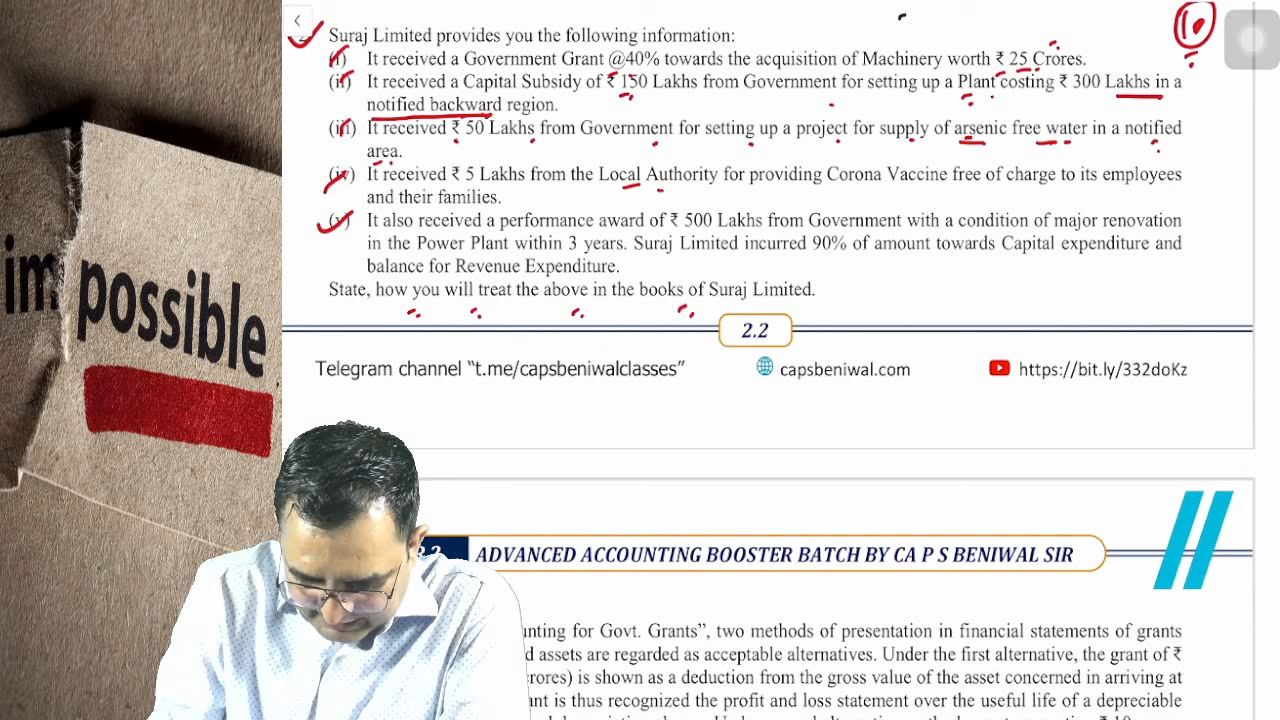 10
2. Suraj Limited provides you the following information:
(i) It received a Government Grant @40% towards the acquisition of Machinery worth ₹ 25 Crores.
(ii) It received a Capital Subsidy of ₹ 150 Lakhs from Government for setting up a Plant costing ₹ 300 Lakhs in a
notified backward region.
(iii) It received ₹ 50 Lakhs from Government for setting up a project for supply of arsenic free water in a notified
area.
(iv) It received ₹ 5 Lakhs from the Local Authority for providing Corona Vaccine free of charge to its employees
and their families.
(v) It also received a performance award of ₹ 500 Lakhs from Government with a condition of major renovation
in the Power Plant within 3 years. Suraj Limited incurred 90% of amount towards Capital expenditure and
balance for Revenue Expenditure.
State, how you will treat the above in the books of Suraj Limited.
2.2
Telegram channel "t.me/capsbeniwalclasses" capsbeniwal.com https://bit.ly/332doKz
im possible
ADVANCED ACCOUNTING BOOSTER BATCH BY CA P S BENIWAL SIR
unting for Govt. Grants", two methods of presentation in financial statements of grants
d assets are regarded as acceptable alternatives. Under the first alternative, the grant of ₹
rores) is shown as a deduction from the gross value of the asset concerned in arriving at
ant is thus recognized the profit and loss statement over the useful life of a depreciable